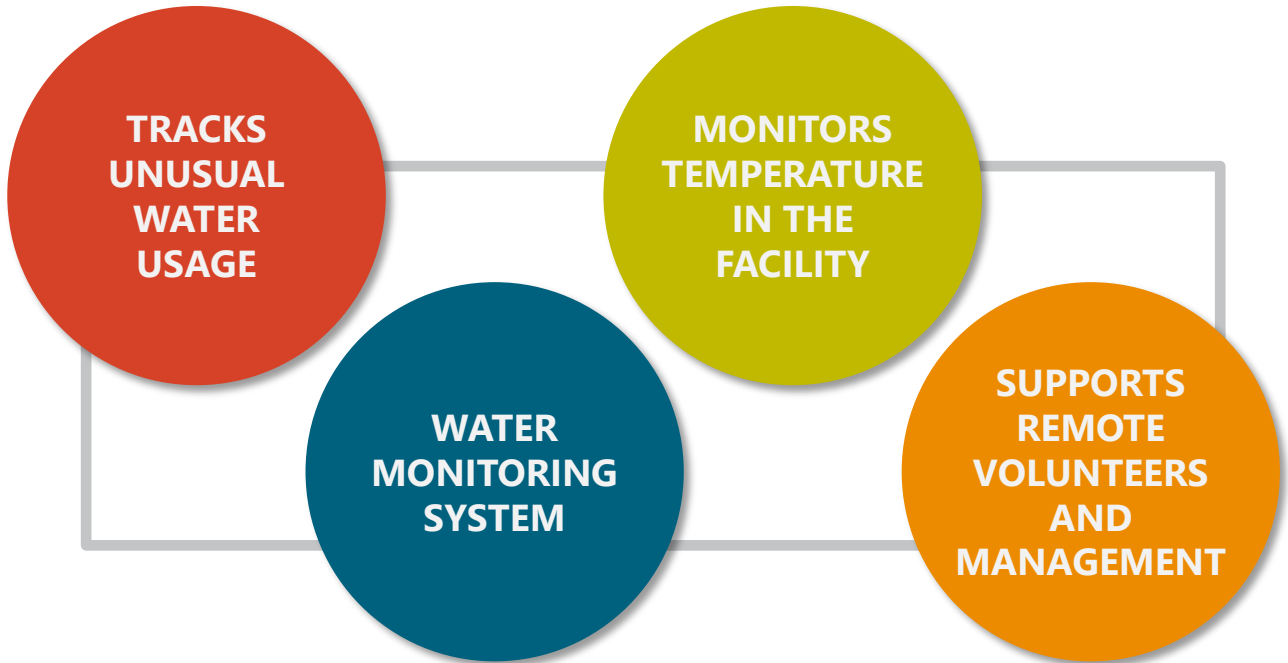 TRACKS
UNUSUAL
WATER
USAGE
MONITORS
TEMPERATURE
IN THE
FACILITY
WATER
MONITORING
SYSTEM
SUPPORTS
REMOTE
VOLUNTEERS
AND
MANAGEMENT